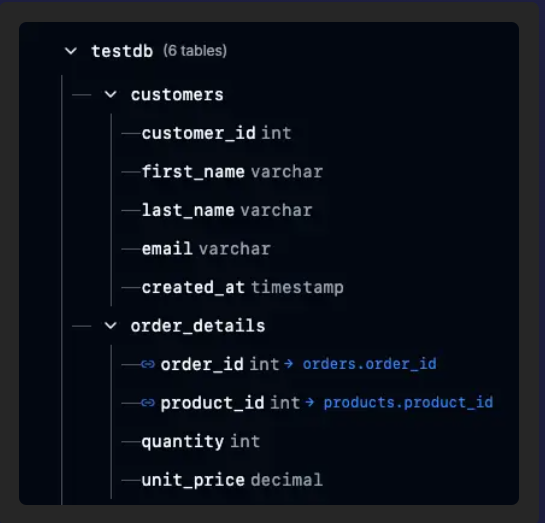 testdb (6 tables)
customers
customer_id int
first_name varchar
last_name varchar
email varchar
created_at timestamp
order_details
order_id int → orders.order_id
product_id int → products.product_id
quantity int
unit_price decimal